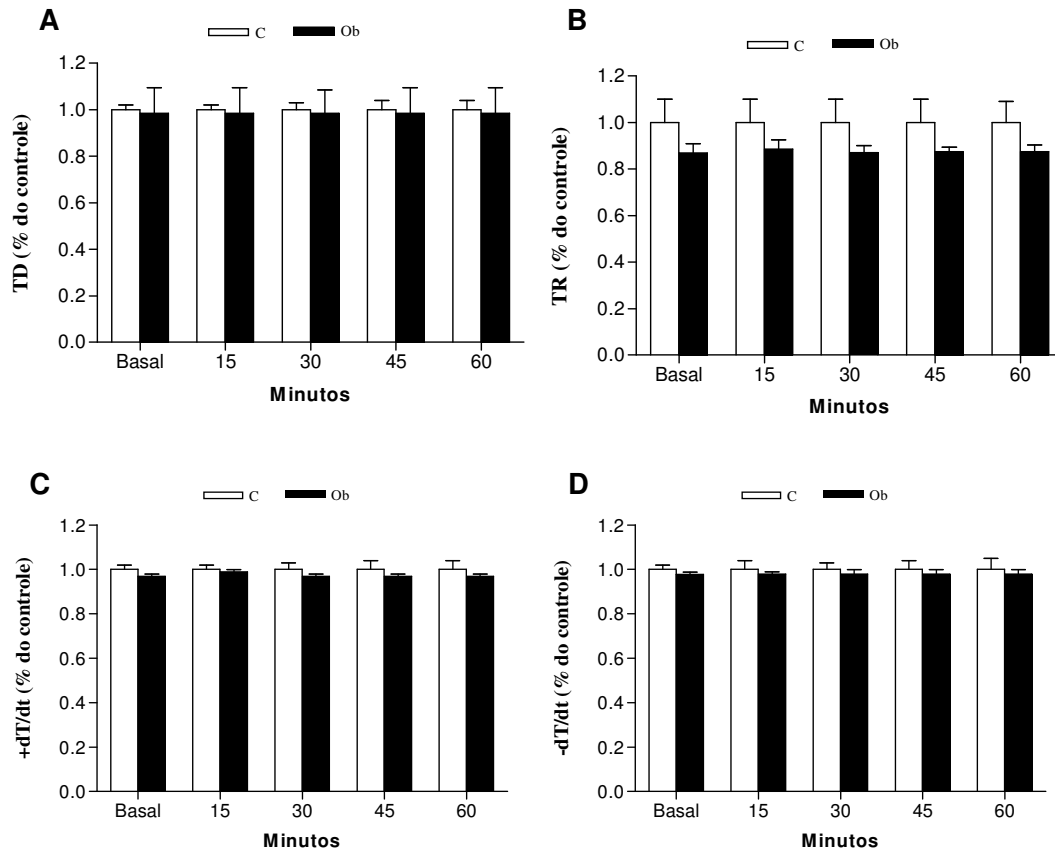 A
C Ob
TD (% do controle)
1.2
1.0
0.8
0.6
0.4
0.2
0.0
Basal 15 30 45 60
Minutos
B
C Ob
TR (% do controle)
1.2
1.0
0.8
0.6
0.4
0.2
0.0
Basal 15 30 45 60
Minutos
C
C Ob
+dT/dt (% do controle)
1.2
1.0
0.8
0.6
0.4
0.2
0.0
Basal 15 30 45 60
Minutos
D
C Ob
-dT/dt (% do controle)
1.2
1.0
0.8
0.6
0.4
0.2
0.0
Basal 15 30 45 60
Minutos